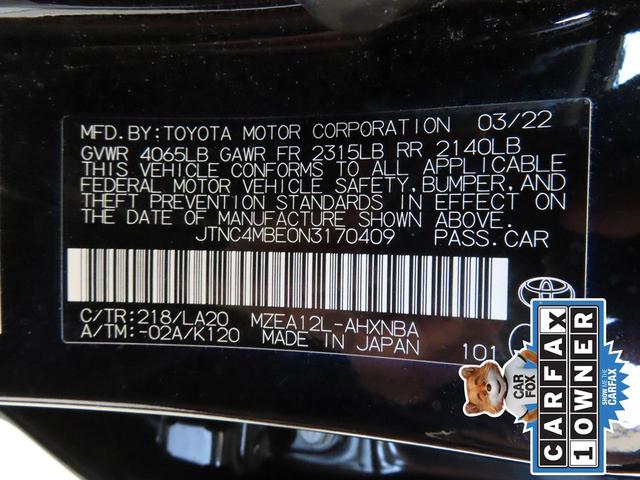 MFD.BY:TOYOTA MOTOR CORPORATION 03/22
GVWR 4065LB GAWR FR 2315LB RR 2140LB
THIS VEHICLE CONFORMS TO ALL APPLICABLE
FEDERAL MOTOR VEHICLE SAFETY,BUMPER,AND
THEFT PREVENTION STANDARDS IN EFFECT ON
THE DATE OF MANUFACTURE SHOWN ABOVE.
JTNC4MBE0N3170409 PASS.CAR
C/TR:218/LA20 MZEA12L-AHXNBA
A/TM:-02A/K120 MADE IN JAPAN 101
CAR FOX
SHOW ME THE CARFAX
CARFAX
1 OWNER